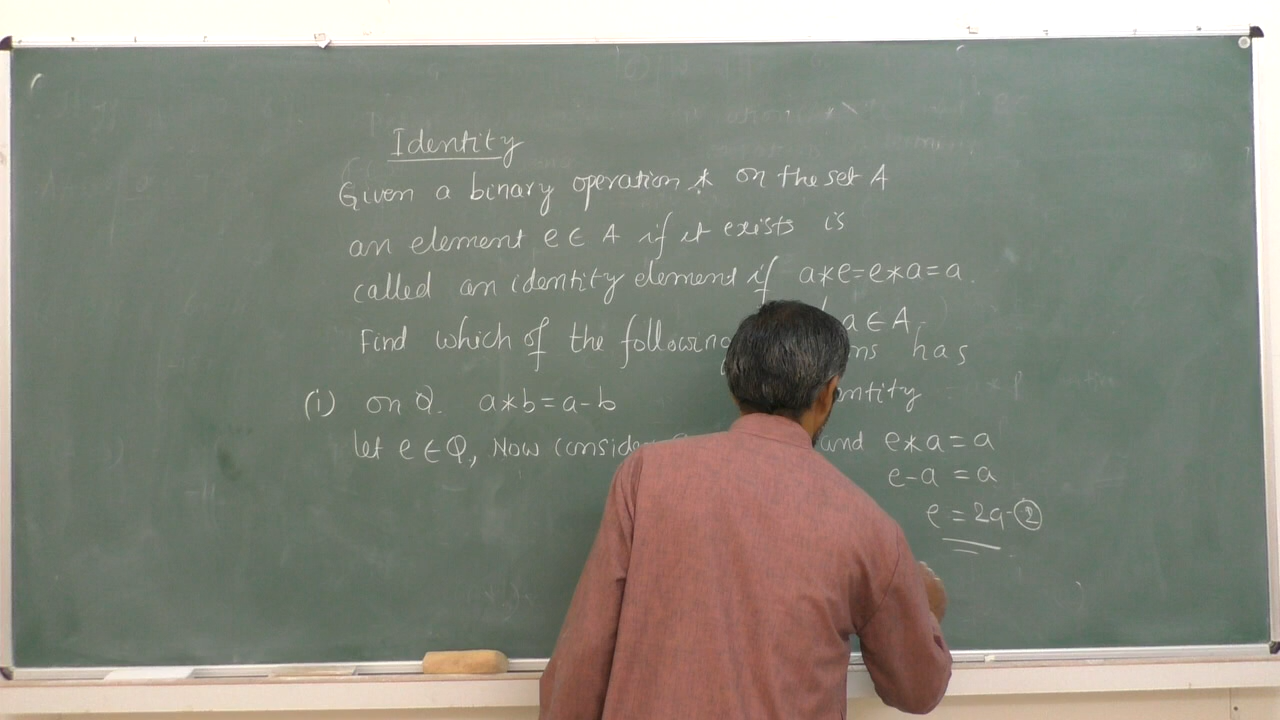 Identity
Given a binary operation * on the set A
an element e ∈ A if it exists is
called an identity element if a*e=e*a=a.
a ∈ A.
Find which of the following has
(i) on Q. a*b=a-b
let e ∈ Q, Now and e*a=a
e-a=a
e=2a-②